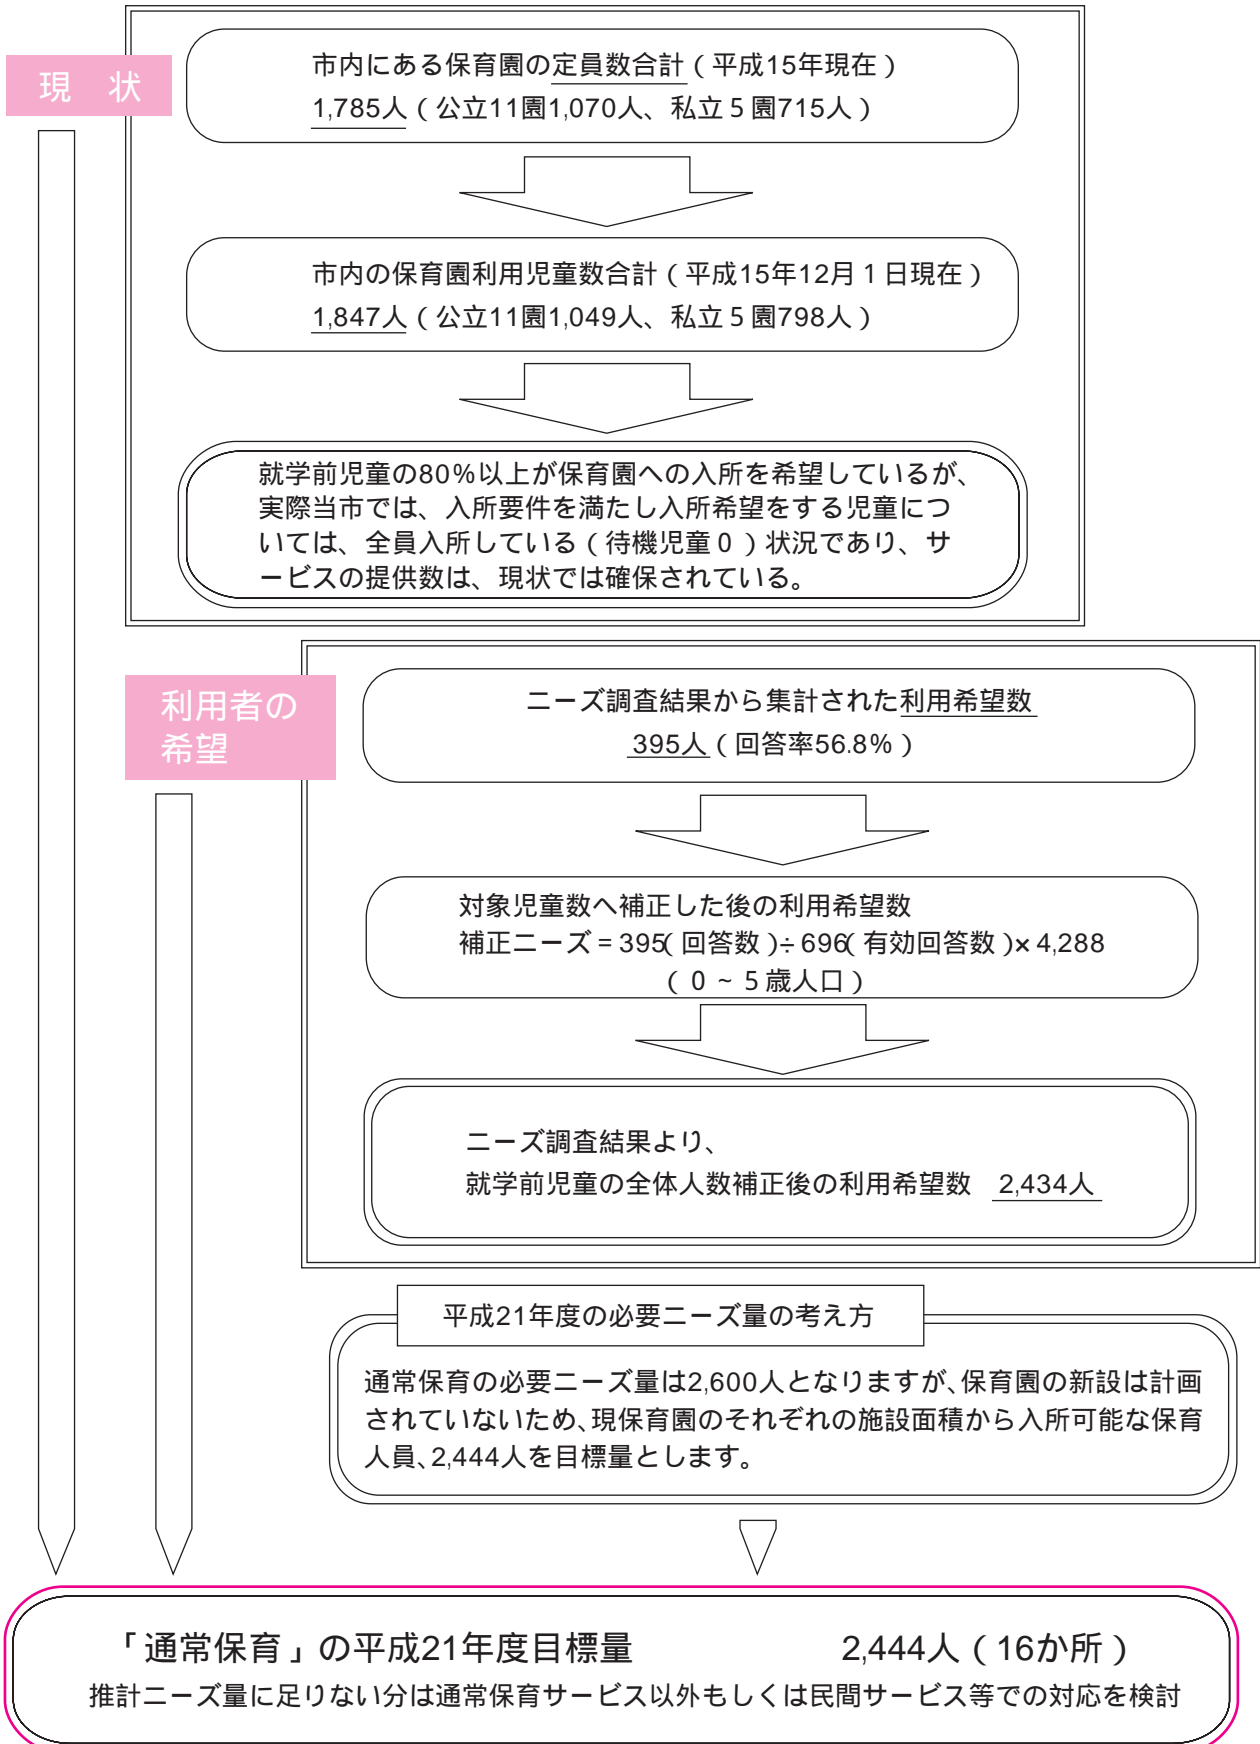 現 状
市内にある保育園の定員数合計(平成15年現在)
1,785人(公立11園1,070人、私立5園715人)
市内の保育園利用児童数合計(平成15年12月1日現在)
1,847人(公立11園1,049人、私立5園798人)
就学前児童の80%以上が保育園への入所を希望しているが、
実際当市では、入所要件を満たし入所希望をする児童につ
いては、全員入所している(待機児童0)状況であり、サ
ービスの提供数は、現状では確保されている。
利用者の
希望
ニーズ調査結果から集計された利用希望数
395人(回答率56.8%)
対象児童数へ補正した後の利用希望数
補正ニーズ=395(回答数)÷696(有効回答数)×4,288
(0~5歳人口)
ニーズ調査結果より、
就学前児童の全体人数補正後の利用希望数 2,434人
平成21年度の必要ニーズ量の考え方
通常保育の必要ニーズ量は2,600人となりますが、保育園の新設は計画
されていないため、現保育園のそれぞれの施設面積から入所可能な保育
人員、2,444人を目標量とします。
「通常保育」の平成21年度目標量 2,444人(16か所)
推計ニーズ量に足りない分は通常保育サービス以外もしくは民間サービス等での対応を検討